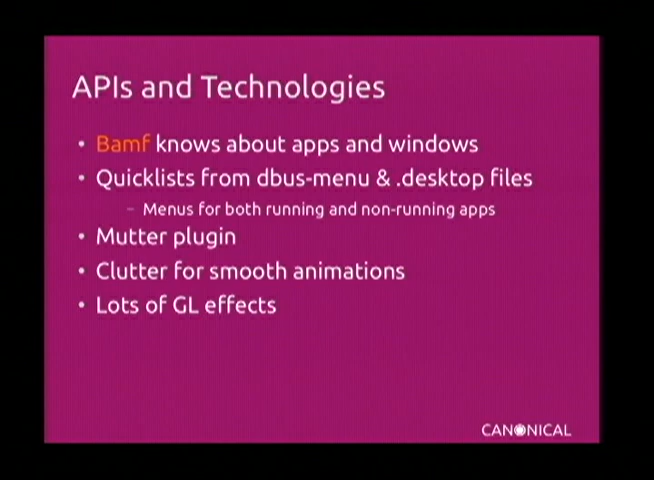 APIs and Technologies
• Bamf knows about apps and windows
• Quicklists from dbus-menu & .desktop files
– Menus for both running and non-running apps
• Mutter plugin
• Clutter for smooth animations
• Lots of GL effects
CANONICAL